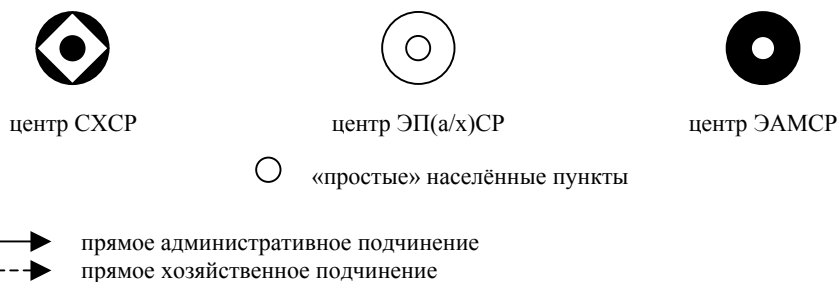 центр СХСР центр ЭП(а/х)СР центр ЭАМСР
«простые» населённые пункты
прямое административное подчинение
прямое хозяйственное подчинение